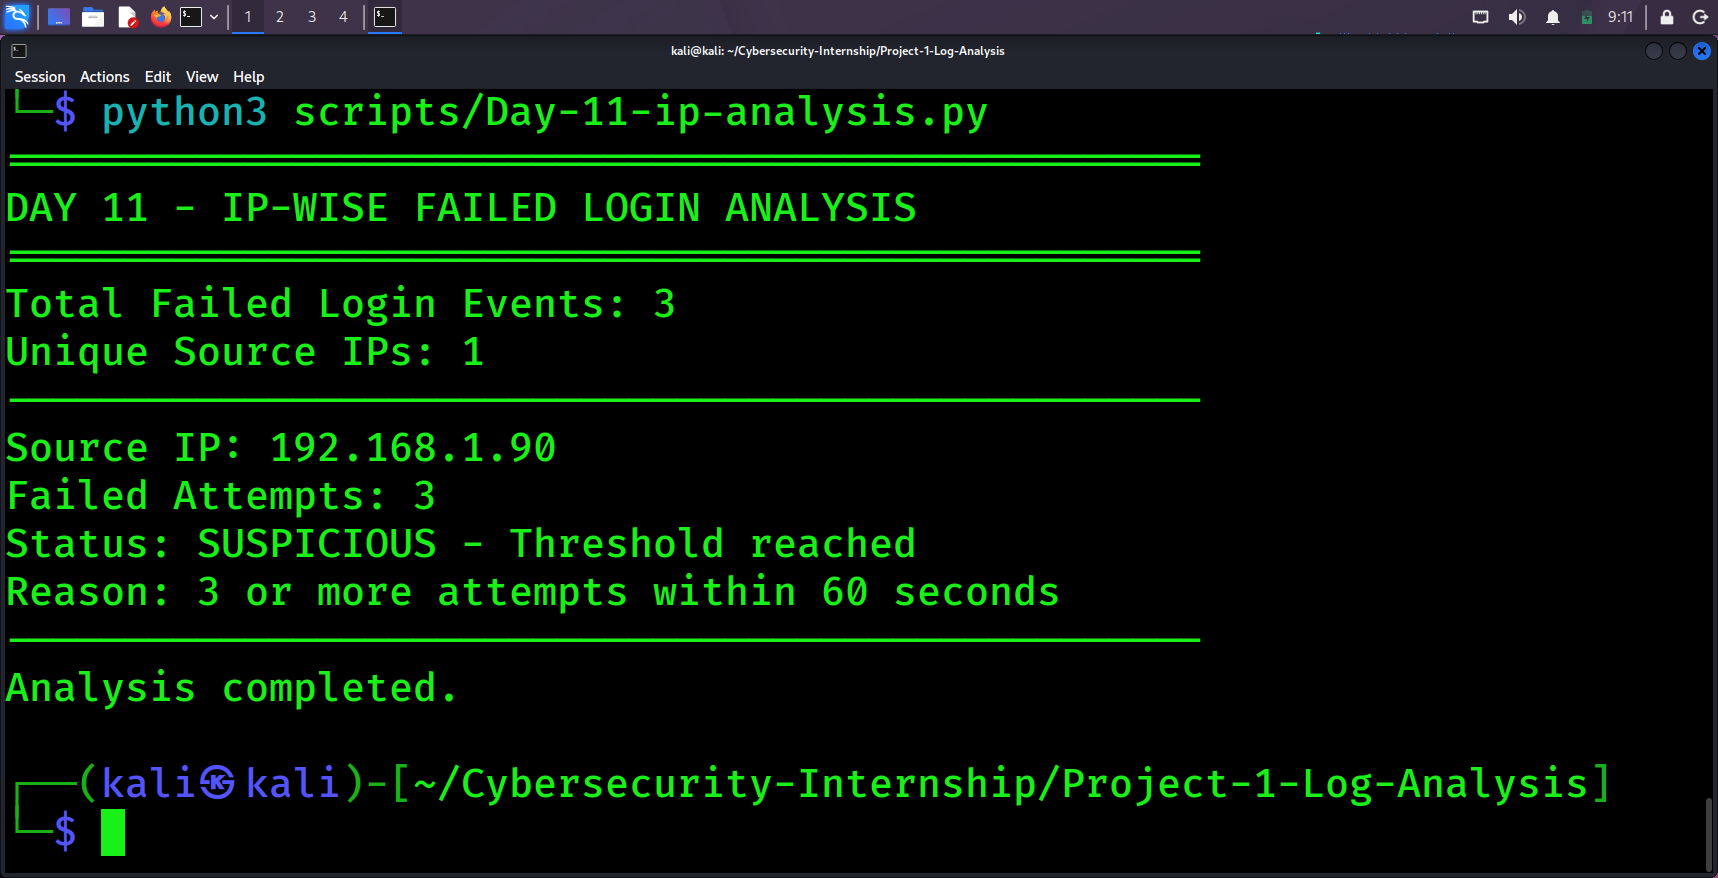 1 2 3 4 9:11
kali@kali: ~/Cybersecurity-Internship/Project-1-Log-Analysis
Session Actions Edit View Help
└─$ python3 scripts/Day-11-ip-analysis.py
============================================================
DAY 11 - IP-WISE FAILED LOGIN ANALYSIS
============================================================
Total Failed Login Events: 3
Unique Source IPs: 1
------------------------------------------------------------
Source IP: 192.168.1.90
Failed Attempts: 3
Status: SUSPICIOUS - Threshold reached
Reason: 3 or more attempts within 60 seconds
------------------------------------------------------------
Analysis completed.
┌──(kali㉿kali)-[~/Cybersecurity-Internship/Project-1-Log-Analysis]
└─$